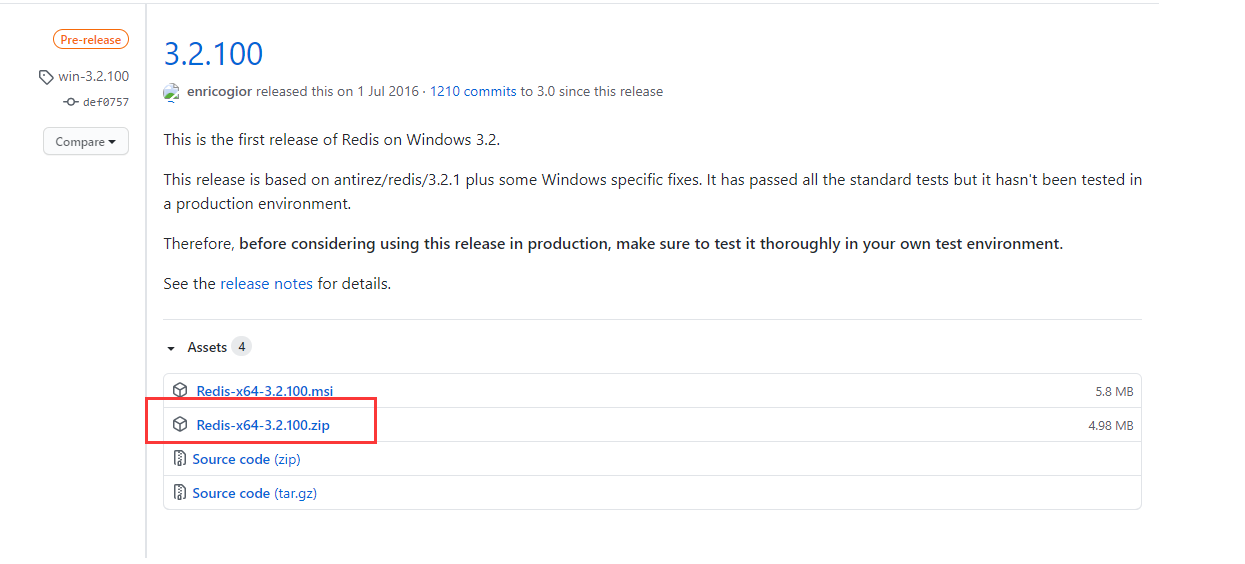 Pre-release
win-3.2.100
def0757
Compare
3.2.100
enricogior released this on 1 Jul 2016 · 1210 commits to 3.0 since this release
This is the first release of Redis on Windows 3.2.
This release is based on antirez/redis/3.2.1 plus some Windows specific fixes. It has passed all the standard tests but it hasn't been tested in
a production environment.
Therefore, before considering using this release in production, make sure to test it thoroughly in your own test environment.
See the release notes for details.
Assets 4
Redis-x64-3.2.100.msi 5.8 MB
Redis-x64-3.2.100.zip 4.98 MB
Source code (zip)
Source code (tar.gz)